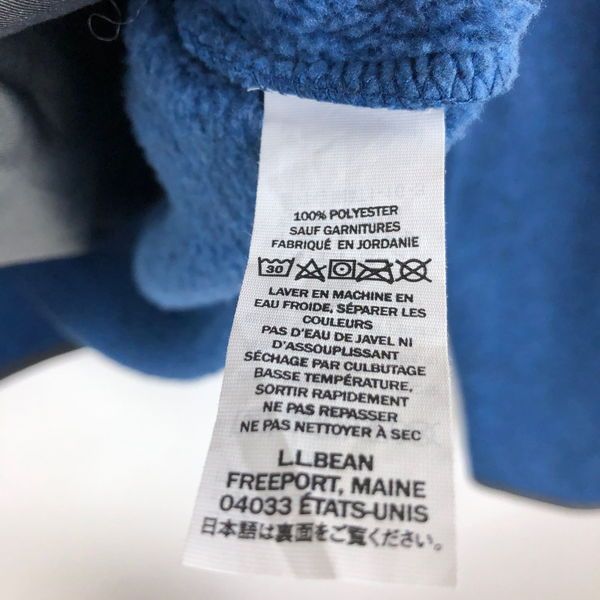 100% POLYESTER
SAUF GARNITURES
FABRIQUÉ EN JORDANIE
30
LAVER EN MACHINE EN
EAU FROIDE, SÉPARER LES
COULEURS
PAS D'EAU DE JAVEL NI
D'ASSOUPLISSANT
SÉCHAGE PAR CULBUTAGE
BASSE TEMPÉRATURE,
SORTIR RAPIDEMENT
NE PAS REPASSER
NE PAS NETTOYER À SEC
L.L.BEAN
FREEPORT, MAINE
04033 ÉTATS-UNIS
日本語は裏面をご覧ください。